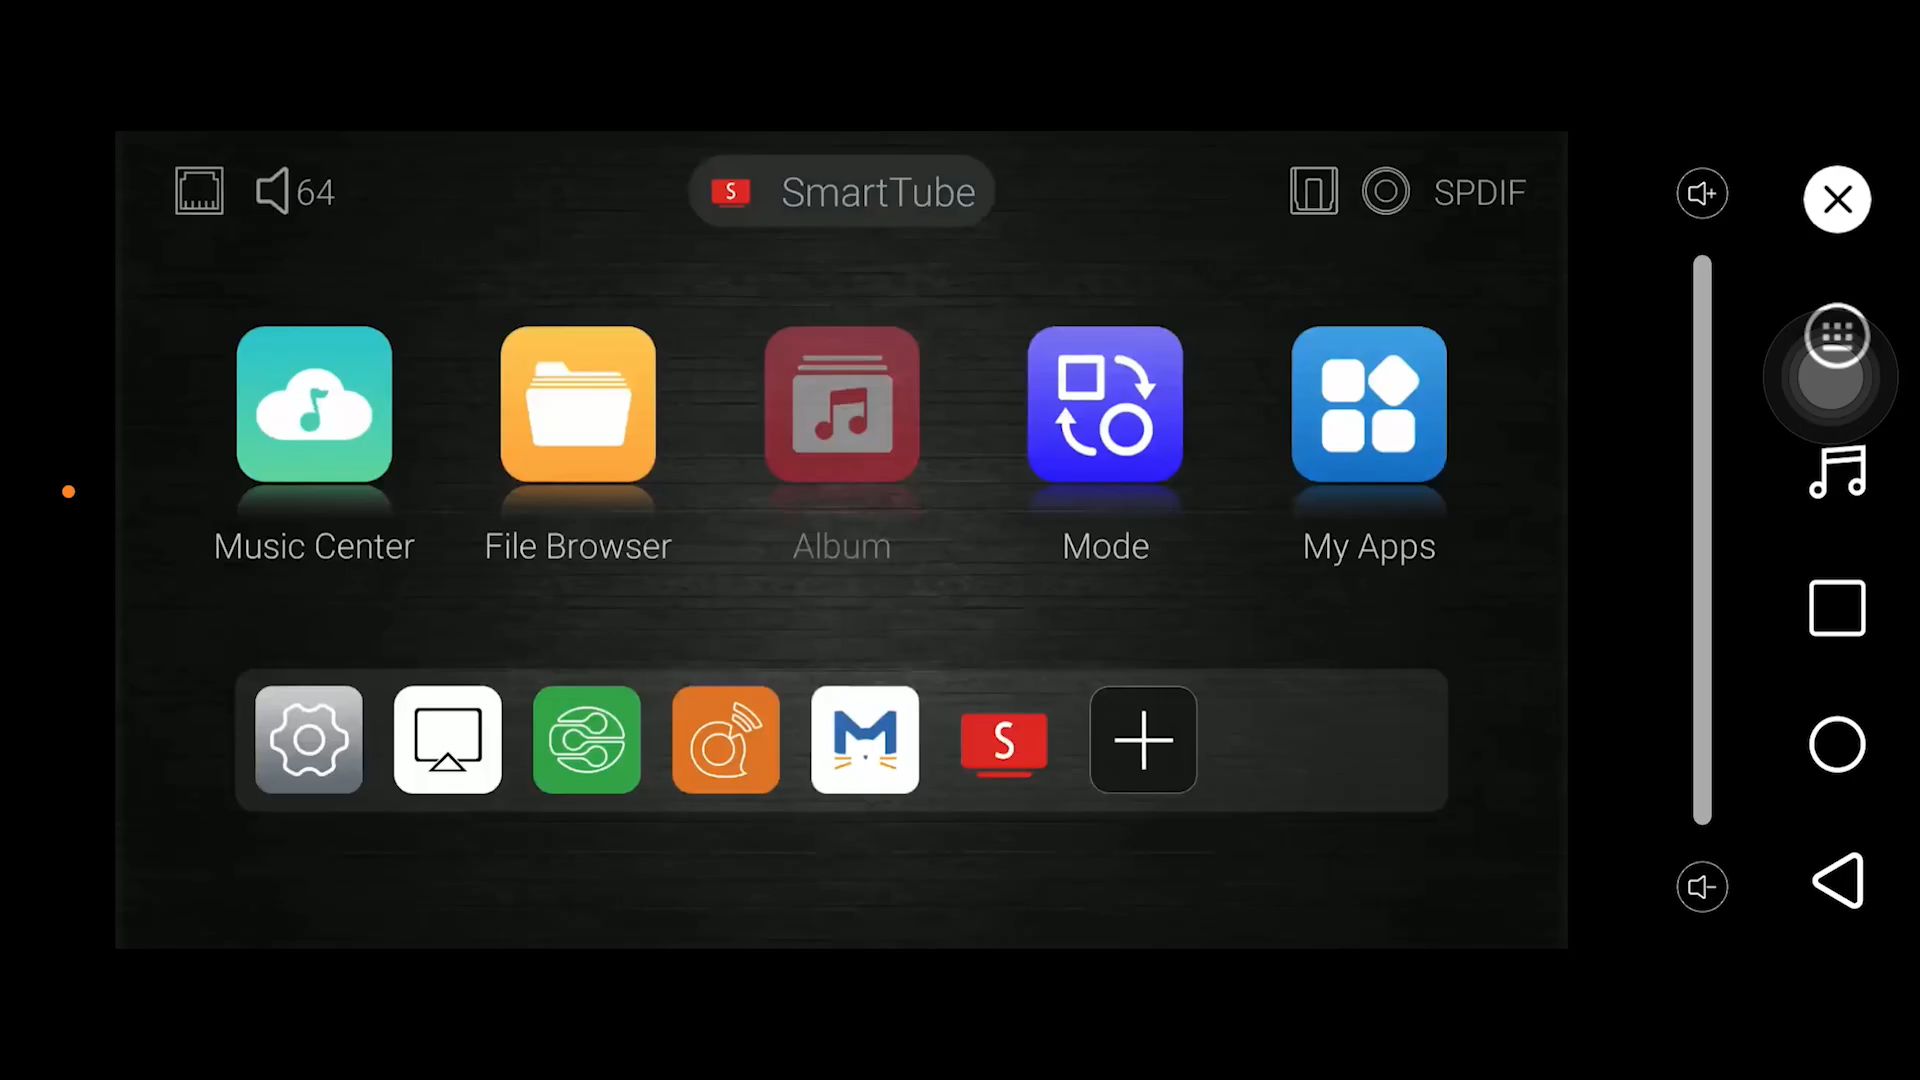 64
S SmartTube
SPDIF
Music Center
File Browser
Album
Mode
My Apps
M
S